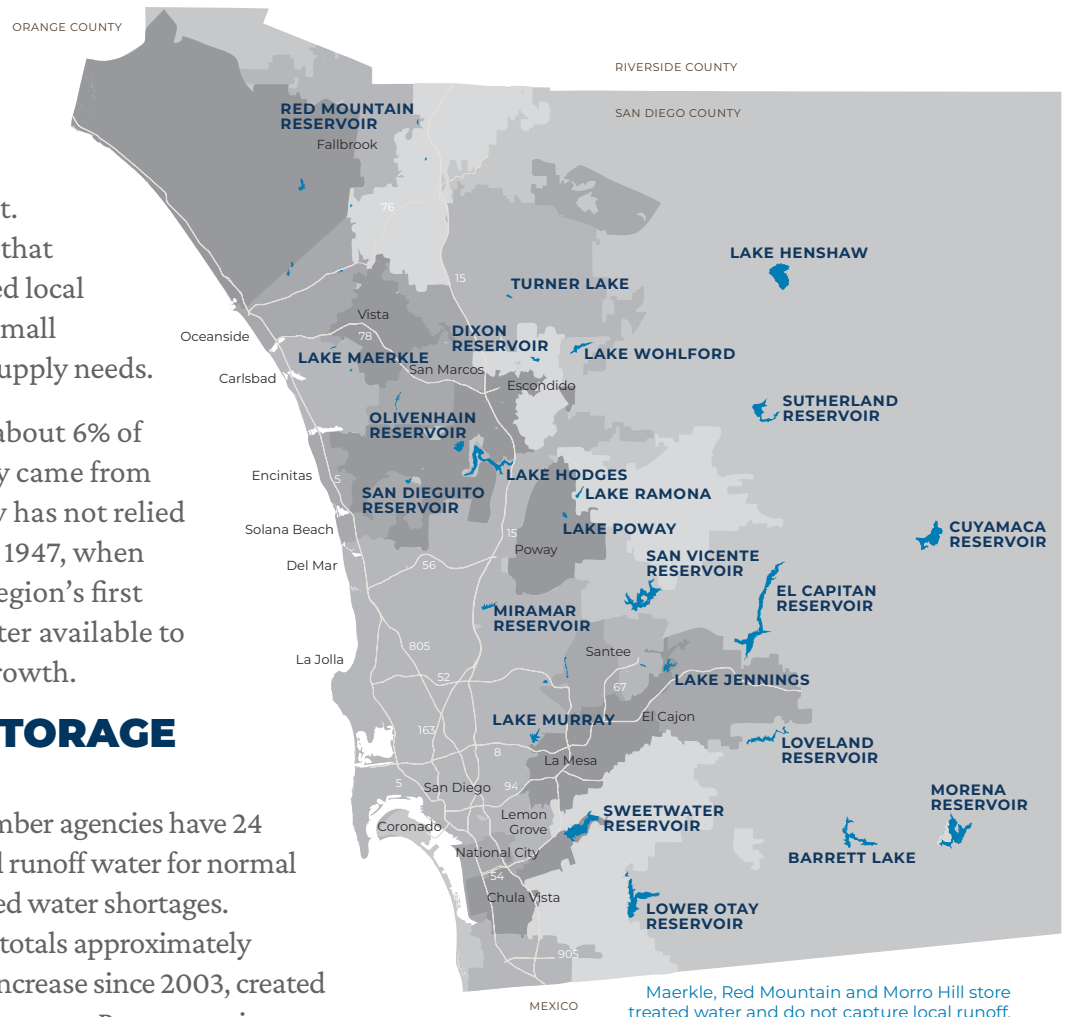 ORANGE COUNTY
RIVERSIDE COUNTY
SAN DIEGO COUNTY
RED MOUNTAIN
RESERVOIR
Fallbrook
76
15
LAKE HENSHAW
TURNER LAKE
Vista
78
Oceanside
DIXON
RESERVOIR
LAKE WOHLFORD
LAKE MAERKLE
San Marcos
Carlsbad
Escondido
SUTHERLAND
RESERVOIR
OLIVENHAIN
RESERVOIR
LAKE HODGES
Encinitas
5
SAN DIEGUITO
RESERVOIR
LAKE RAMONA
LAKE POWAY
Solana Beach
15
Poway
CUYAMACA
RESERVOIR
Del Mar
56
SAN VICENTE
RESERVOIR
EL CAPITAN
RESERVOIR
MIRAMAR
RESERVOIR
805
Santee
La Jolla
52
67
LAKE JENNINGS
LAKE MURRAY
El Cajon
163
8
La Mesa
LOVELAND
RESERVOIR
5
San Diego
94
MORENA
RESERVOIR
Coronado
Lemon
Grove
SWEETWATER
RESERVOIR
National City
BARRETT LAKE
54
Chula Vista
LOWER OTAY
RESERVOIR
905
MEXICO
Maerkle, Red Mountain and Morro Hill store
treated water and do not capture local runoff.
t.
that
ed local
mall
upply needs.
about 6% of
y came from
y has not relied
1947, when
egion’s first
ter available to
rowth.
TORAGE
mber agencies have 24
l runoff water for normal
ed water shortages.
totals approximately
ncrease since 2003, created